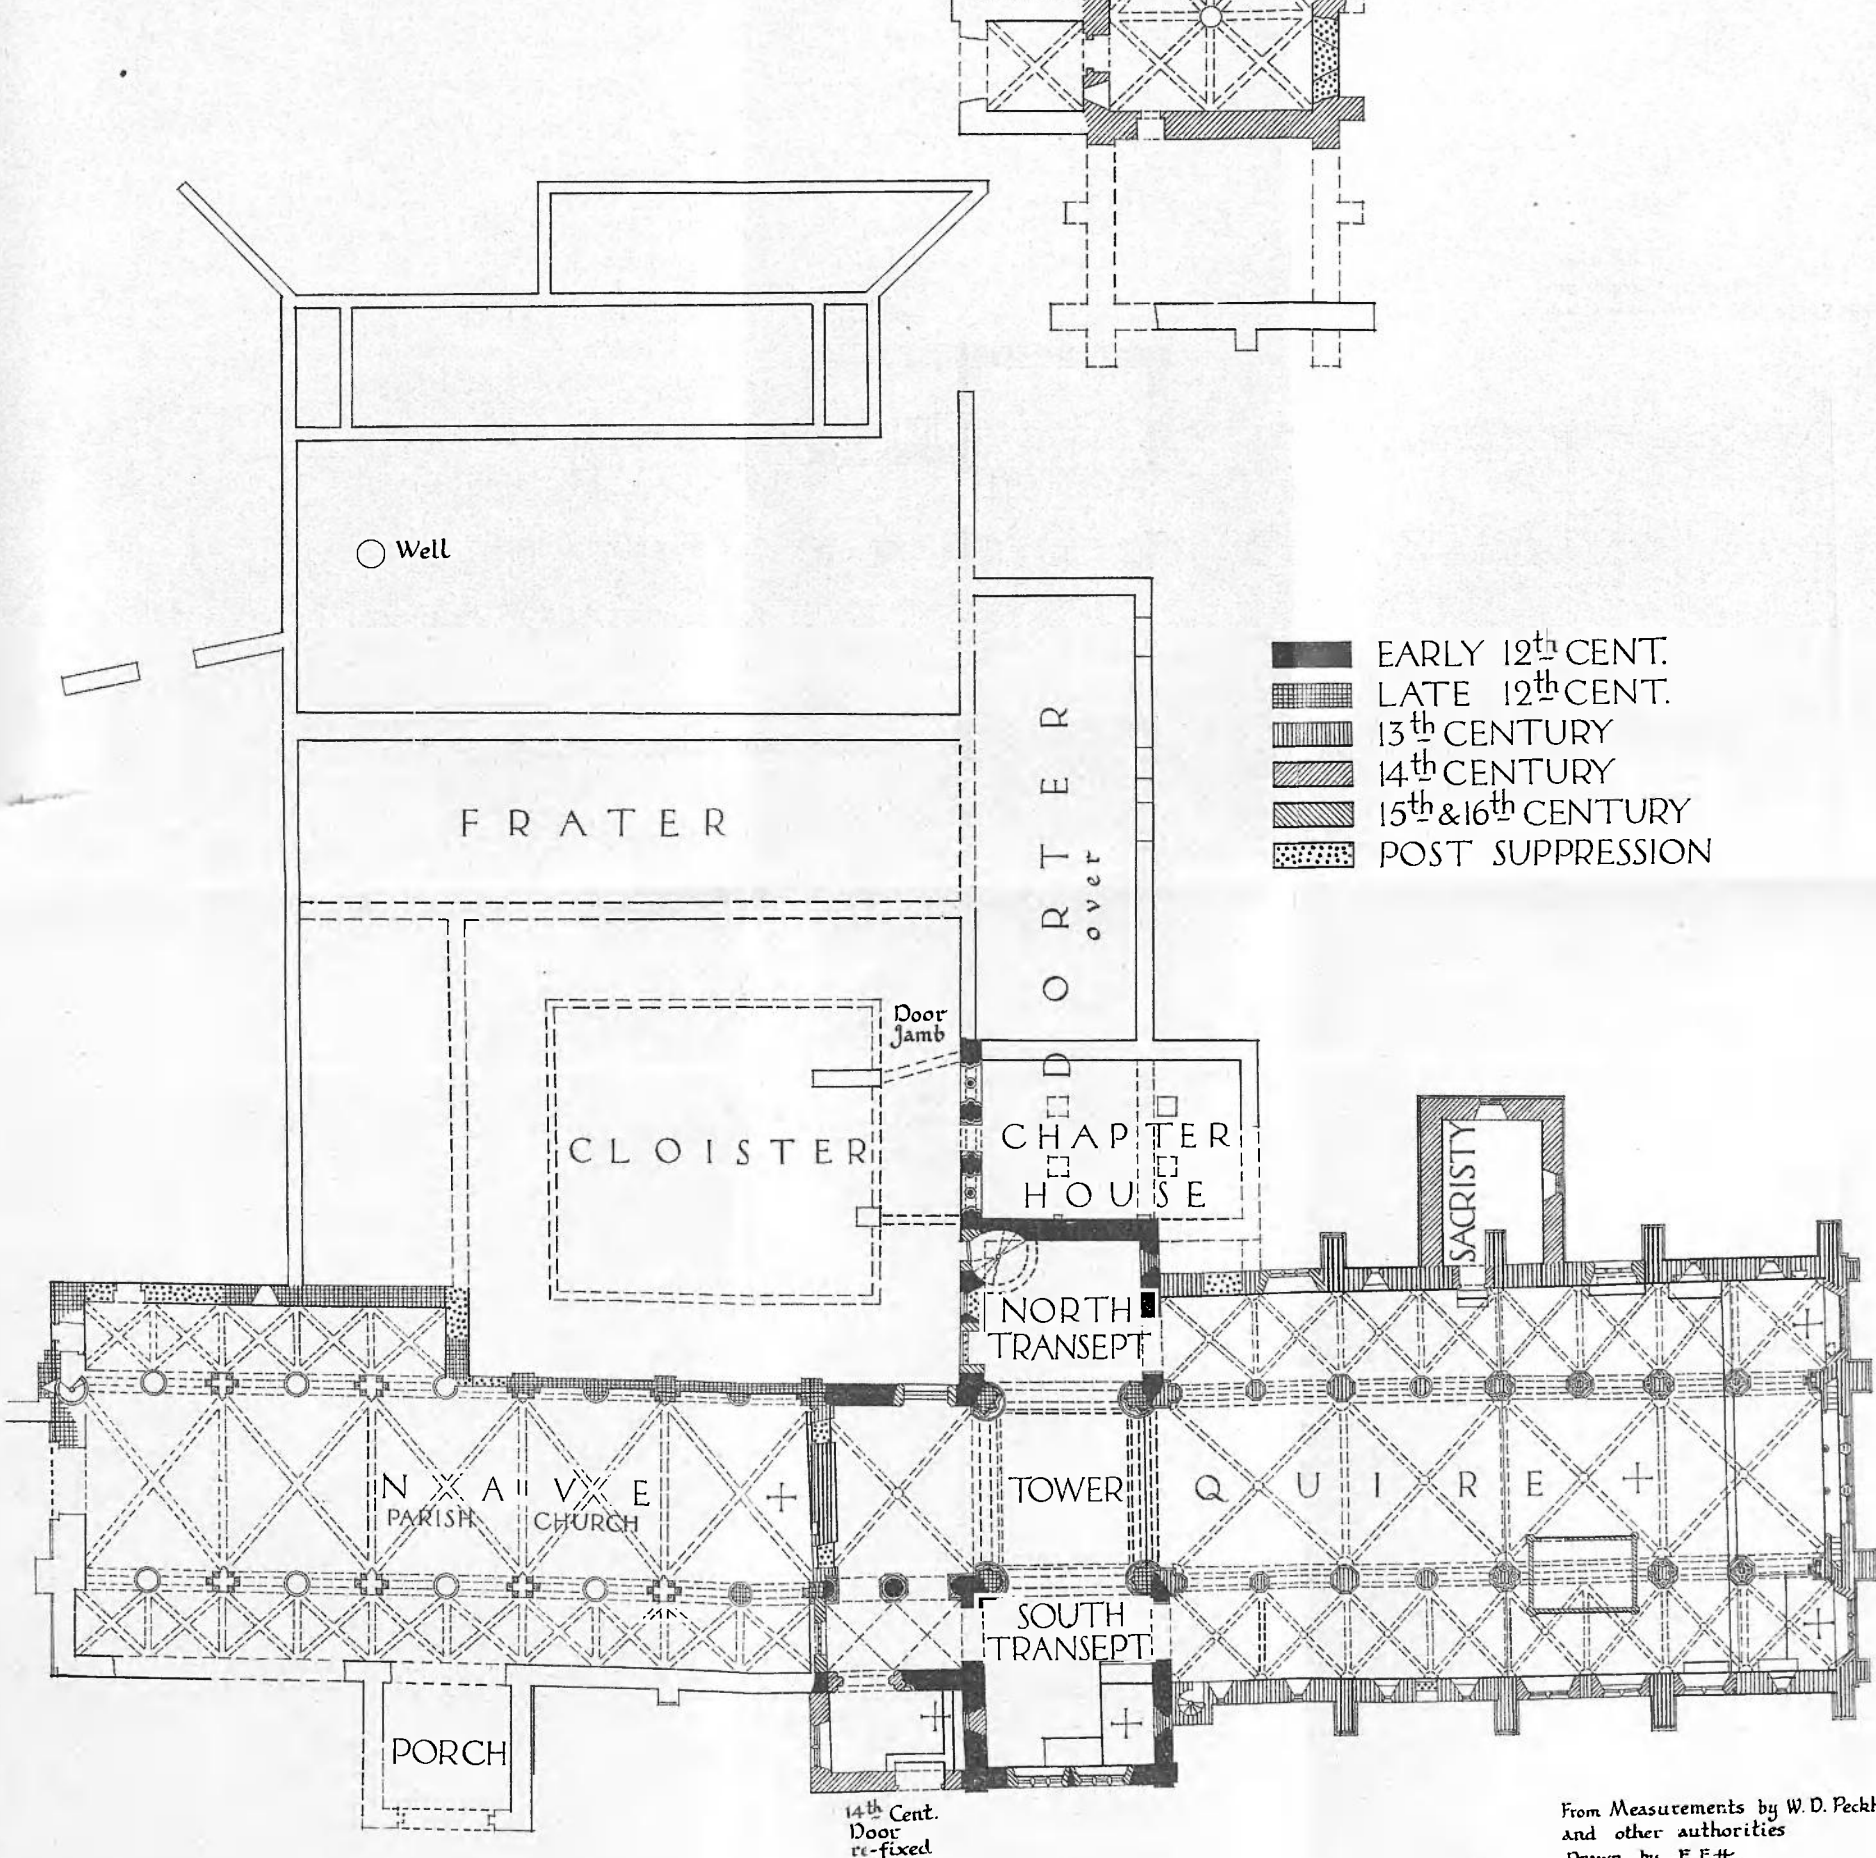 Well
EARLY 12th CENT.
LATE 12th CENT.
13th CENTURY
14th CENTURY
15th & 16th CENTURY
POST SUPPRESSION
FRATER
DORTER
over
Door
Jamb
CLOISTER
CHAPTER
HOUSE
SACRISTY
NORTH
TRANSEPT
NAVE
PARISH CHURCH
TOWER
QUIRE
SOUTH
TRANSEPT
PORCH
14th Cent.
Door
re-fixed
From Measurements by W. D.
and other authorities
Drawn by